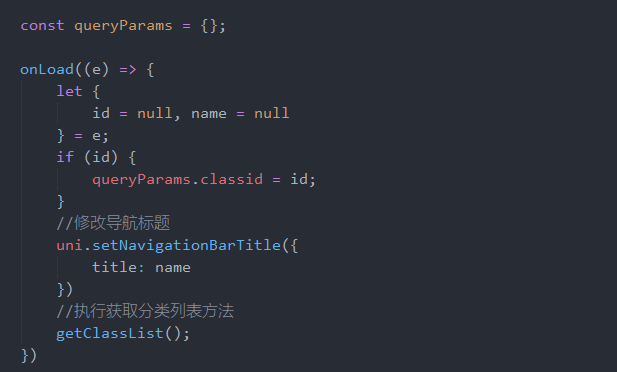 const queryParams = {};
onLoad((e) => {
let {
id = null, name = null
} = e;
if (id) {
queryParams.classid = id;
}
//修改导航标题
uni.setNavigationBarTitle({
title: name
})
//执行获取分类列表方法
getClassList();
})